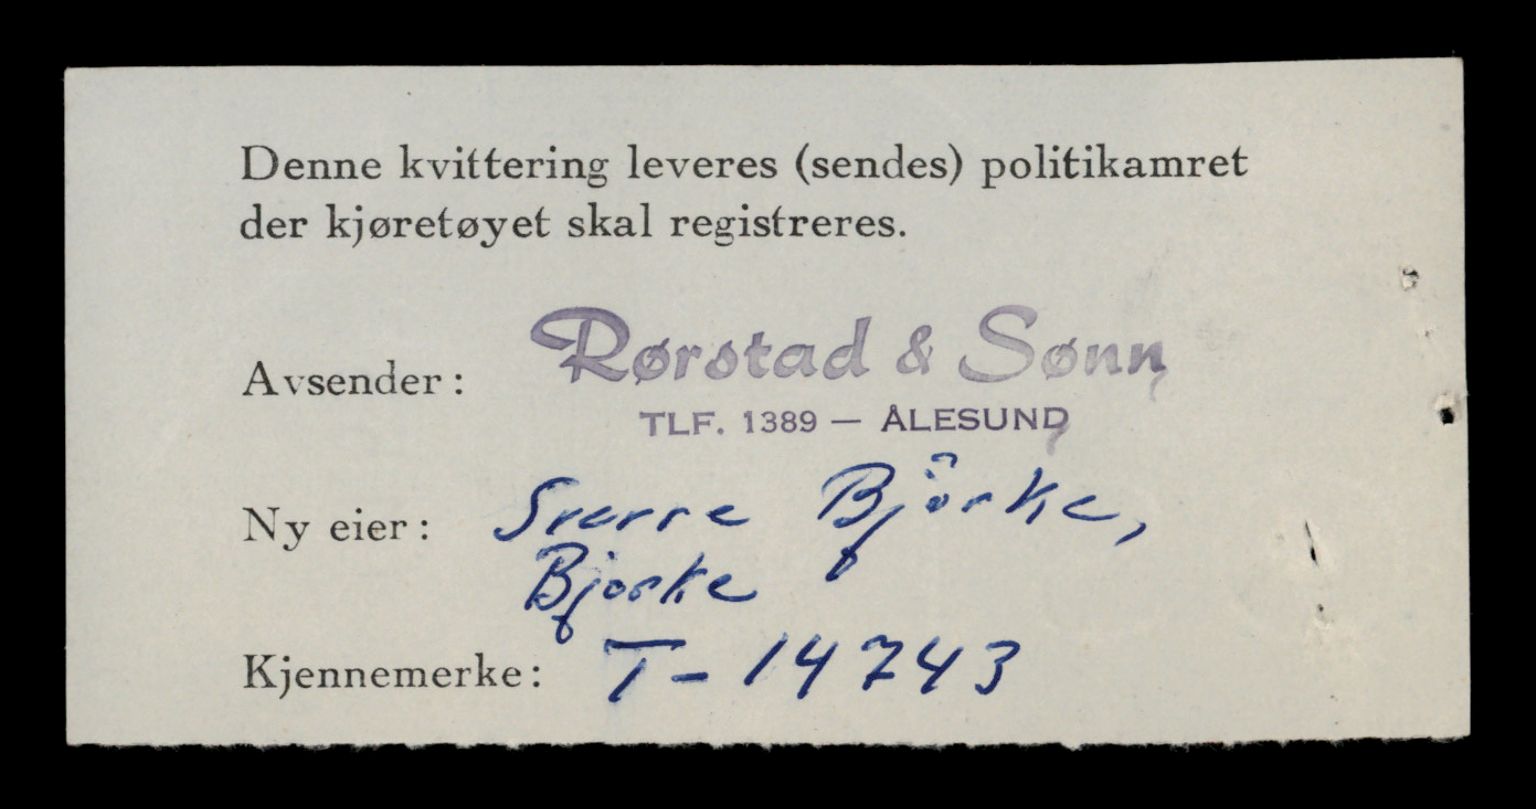 Denne kvittering leveres (sendes) politikamret
der kjøretøyet skal registreres.
Avsender: Rørstad & Sønn
TLF. 1389 — ÅLESUND
Ny eier: Sverre Björke,
Bjørke
Kjennemerke: T-14743